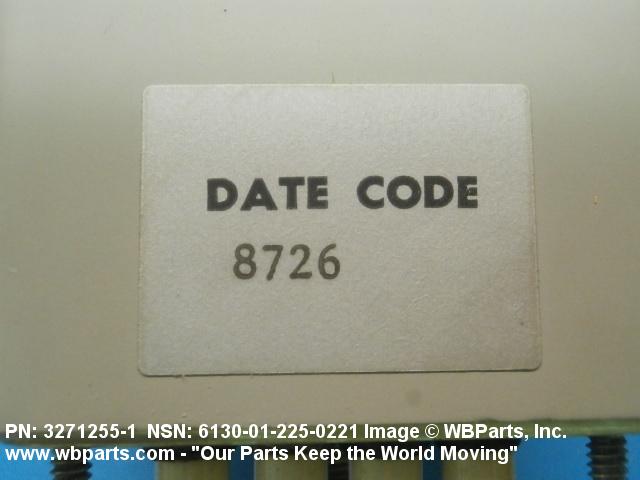 DATE CODE
8726
PN: 3271255-1 NSN: 6130-01-225-0221 Image © WBParts, Inc.
www.wbparts.com - "Our Parts Keep the World Moving"